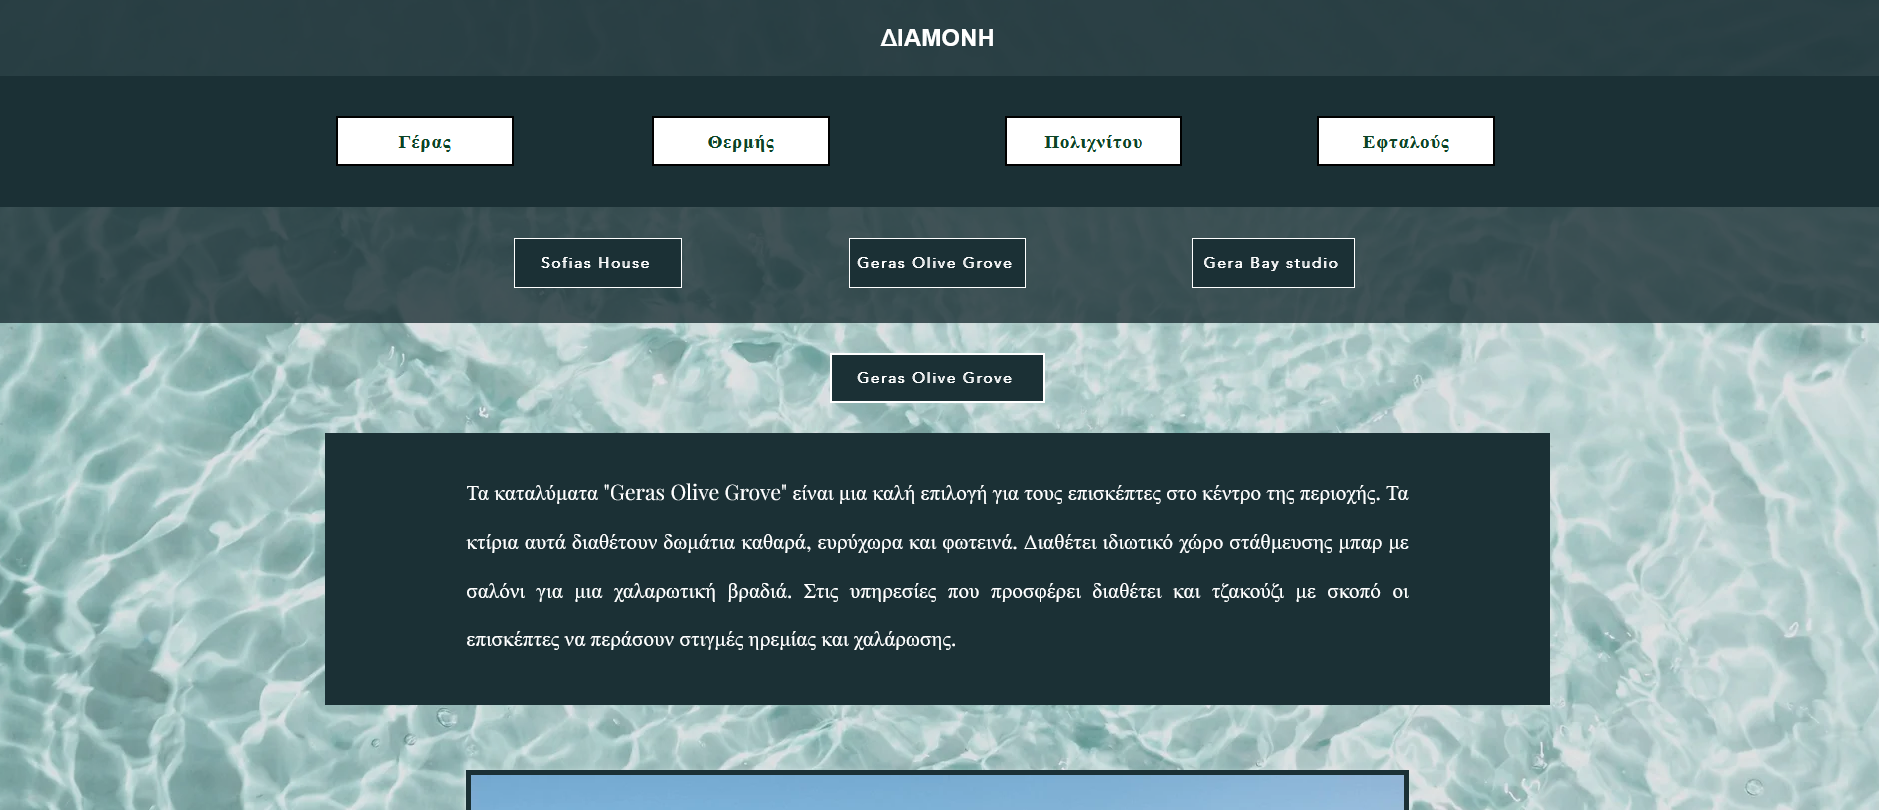 ΔΙΑΜΟΝΗ
Γέρας
Θερμής
Πολιχνίτου
Εφταλούς
Sofias House
Geras Olive Grove
Gera Bay studio
Geras Olive Grove
Τα καταλύματα "Geras Olive Grove" είναι μια καλή επιλογή για τους επισκέπτες στο κέντρο της περιοχής. Τα
κτίρια αυτά διαθέτουν δωμάτια καθαρά, ευρύχωρα και φωτεινά. Διαθέτει ιδιωτικό χώρο στάθμευσης μπαρ με
σαλόνι για μια χαλαρωτική βραδιά. Στις υπηρεσίες που προσφέρει διαθέτει και τζακούζι με σκοπό οι
επισκέπτες να περάσουν στιγμές ηρεμίας και χαλάρωσης.